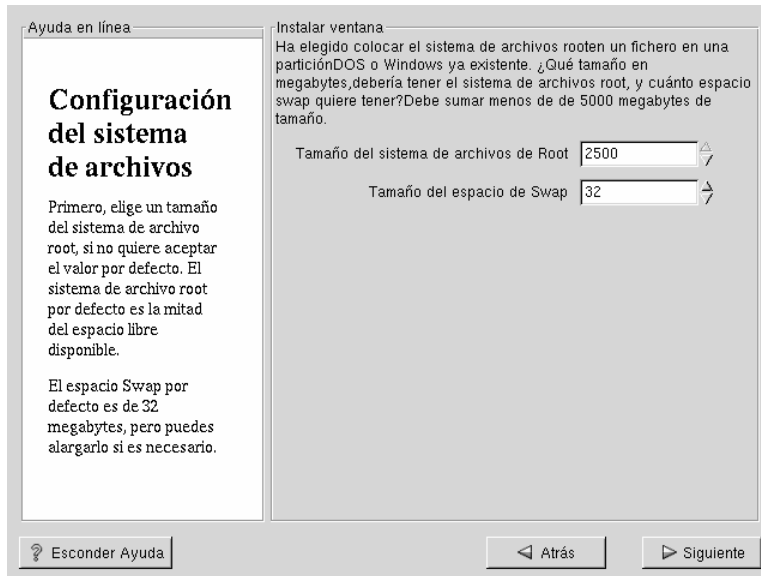 Ayuda en línea
Configuración
del sistema
de archivos
Primero, elige un tamaño
del sistema de archivo
root, si no quiere aceptar
el valor por defecto. El
sistema de archivo root
por defecto es la mitad
del espacio libre
disponible.
El espacio Swap por
defecto es de 32
megabytes, pero puedes
alargarlo si es necesario.
Instalar ventana
Ha elegido colocar el sistema de archivos rooten un fichero en una
particiónDOS o Windows ya existente. ¿Qué tamaño en
megabytes,debería tener el sistema de archivos root, y cuánto espacio
swap quiere tener?Debe sumar menos de de 5000 megabytes de
tamaño.
Tamaño del sistema de archivos de Root 2500
Tamaño del espacio de Swap 32
Esconder Ayuda
Atrás
Siguiente